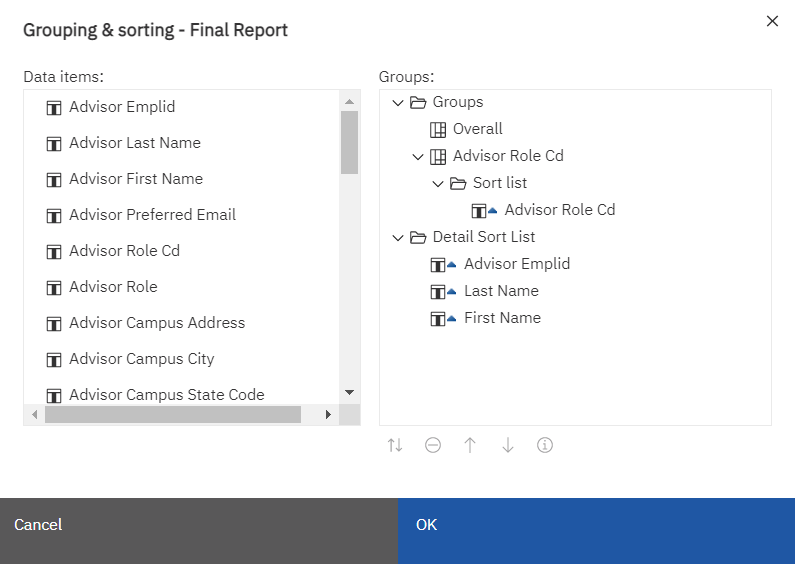 Grouping & sorting - Final Report
Data items:
Advisor Emplid
Advisor Last Name
Advisor First Name
Advisor Preferred Email
Advisor Role Cd
Advisor Role
Advisor Campus Address
Advisor Campus City
Advisor Campus State Code
Groups:
Groups
Overall
Advisor Role Cd
Sort list
Advisor Role Cd
Detail Sort List
Advisor Emplid
Last Name
First Name
Cancel
OK